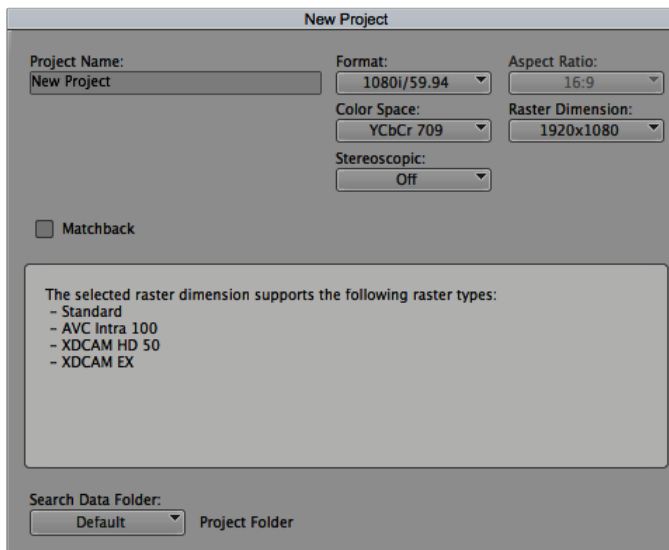 New Project
Project Name:
New Project
Format:
1080i/59.94
Aspect Ratio:
16:9
Color Space:
YCbCr 709
Raster Dimension:
1920x1080
Stereoscopic:
Off
Matchback
The selected raster dimension supports the following raster types:
– Standard
– AVC Intra 100
– XDCAM HD 50
– XDCAM EX
Search Data Folder:
Default
Project Folder